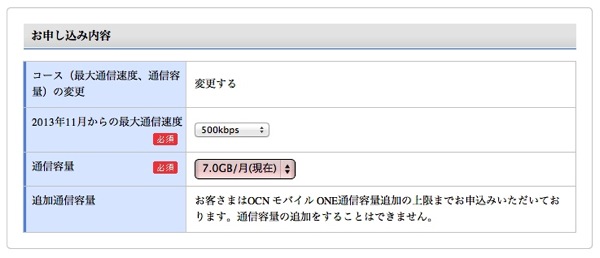 お申し込み内容
コース（最大通信速度、通信容
量）の変更
変更する
2013年11月からの最大通信速度
必須
500kbps
通信容量
必須
7.0GB/月(現在)
追加通信容量
お客さまはOCN モバイル ONE通信容量追加の上限までお申込みいただいてお
ります。通信容量の追加をすることはできません。